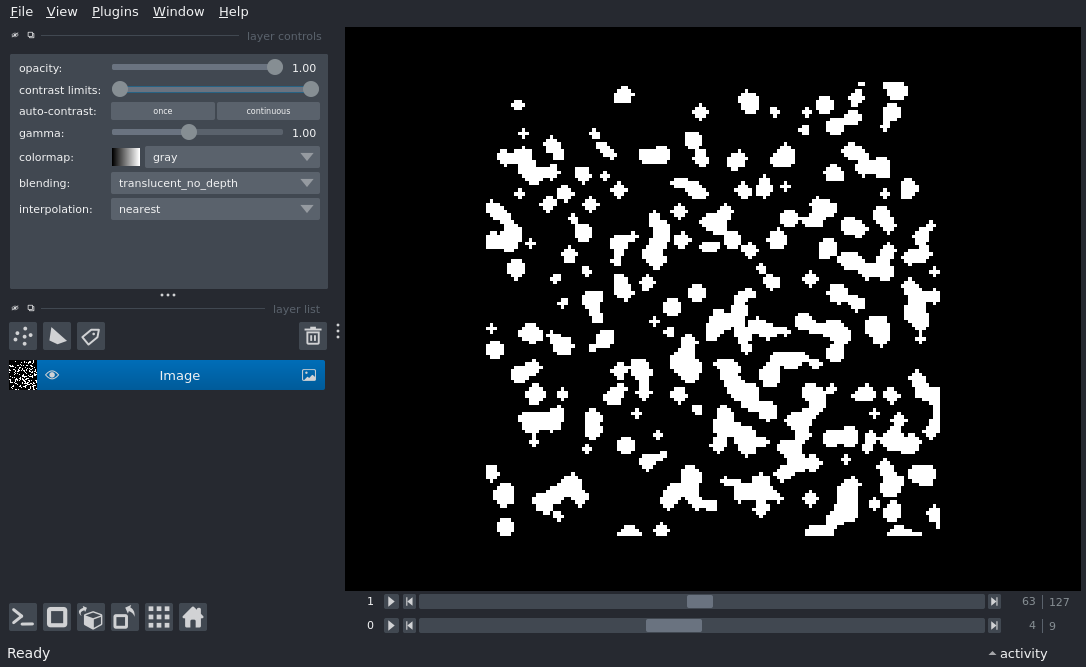 File View Plugins Window Help
layer controls
opacity: 1.00
contrast limits:
auto-contrast: once continuous
gamma: 1.00
colormap: gray
blending: translucent_no_depth
interpolation: nearest
layer list
Image
1 63 127
0 4 9
Ready activity